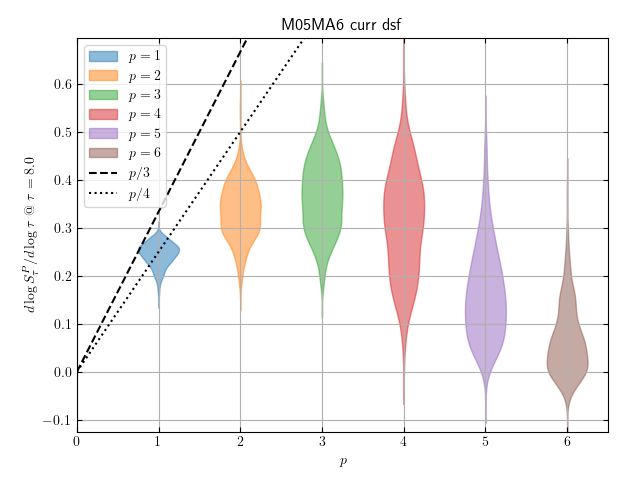 M05MA6 curr dsf
p = 1
p = 2
p = 3
p = 4
p = 5
p = 6
p/3
p/4
d log S_τ^P / d log τ @ τ = 8.0
0.6
0.5
0.4
0.3
0.2
0.1
0.0
−0.1
0 1 2 3 4 5 6
p